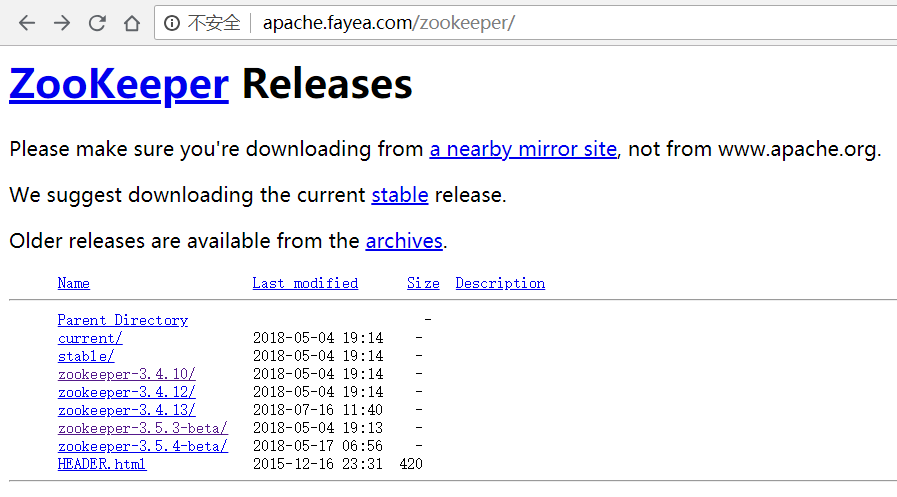 不安全 apache.fayea.com/zookeeper/
ZooKeeper Releases
Please make sure you're downloading from a nearby mirror site, not from www.apache.org.
We suggest downloading the current stable release.
Older releases are available from the archives.
Name Last modified Size Description
Parent Directory -
current/ 2018-05-04 19:14 -
stable/ 2018-05-04 19:14 -
zookeeper-3.4.10/ 2018-05-04 19:14 -
zookeeper-3.4.12/ 2018-05-04 19:14 -
zookeeper-3.4.13/ 2018-07-16 11:40 -
zookeeper-3.5.3-beta/ 2018-05-04 19:13 -
zookeeper-3.5.4-beta/ 2018-05-17 06:56 -
HEADER.html 2015-12-16 23:31 420